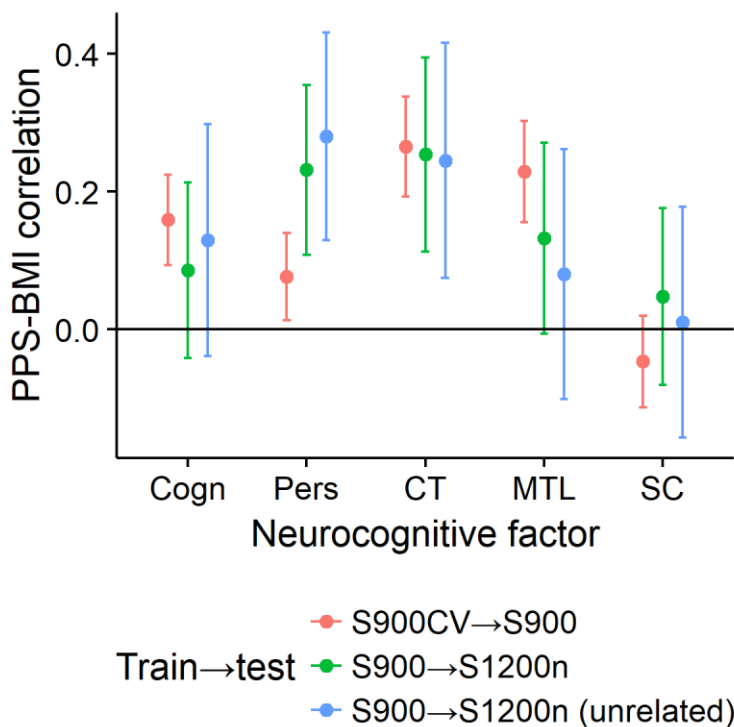 PPS-BMI correlation
0.4
0.2
0.0
Cogn Pers CT MTL SC
Neurocognitive factor
Train→test
S900CV→S900
S900→S1200n
S900→S1200n (unrelated)